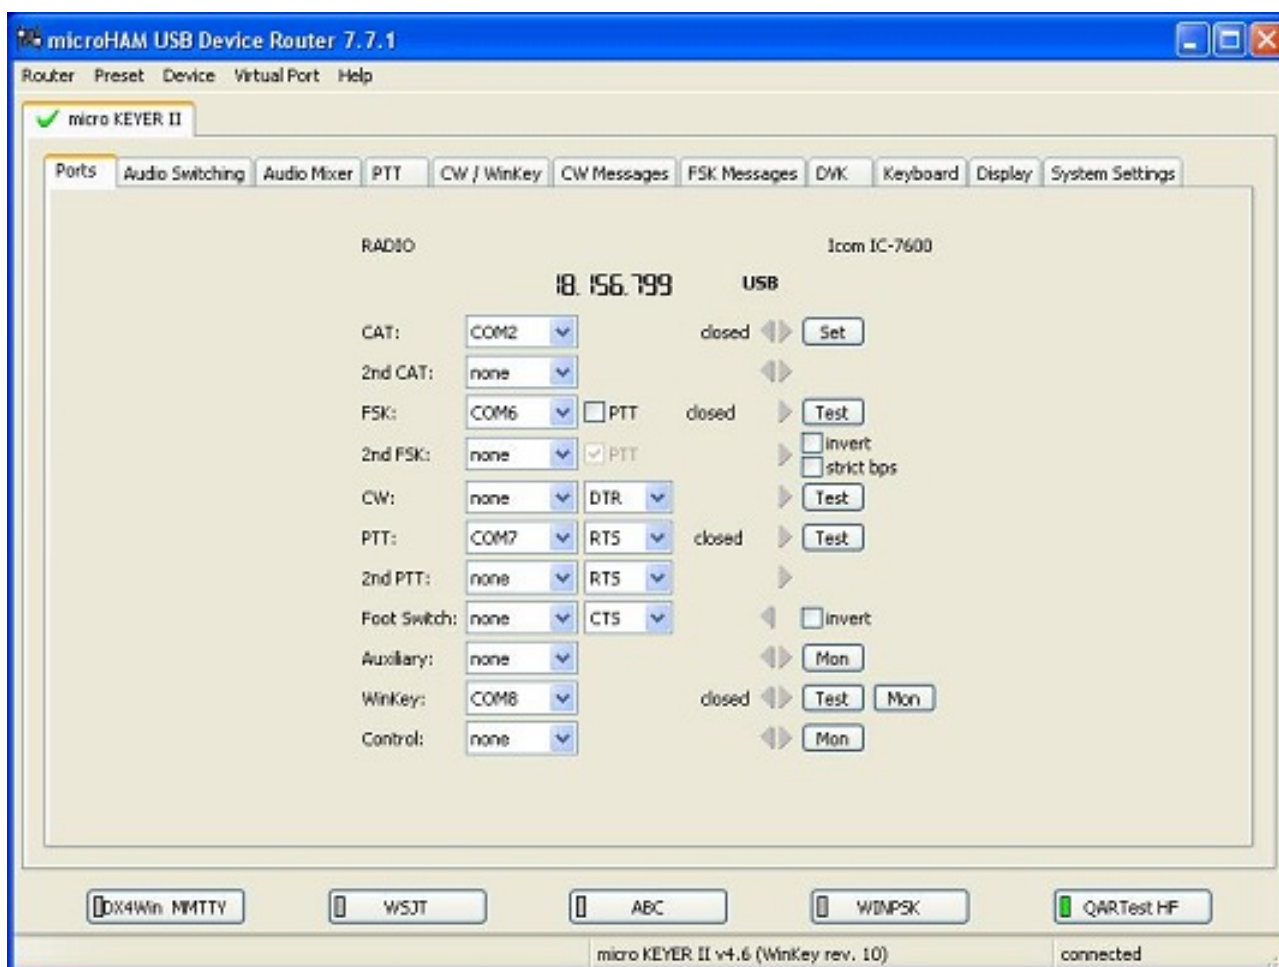 microHAM USB Device Router 7.7.1
Router Preset Device Virtual Port Help
micro KEYER II
Ports Audio Switching Audio Mixer PTT CW / WinKey CW Messages FSK Messages DVK Keyboard Display System Settings
RADIO Icom IC-7600
18.156.799 USB
CAT: COM2 closed Set
2nd CAT: none
FSK: COM6 PTT closed Test
2nd FSK: none PTT invert
strict bps
CW: none DTR Test
PTT: COM7 RTS closed Test
2nd PTT: none RTS
Foot Switch: none CTS invert
Auxiliary: none Mon
WinKey: COM8 closed Test Mon
Control: none Mon
DX4Win MMTTY WSJT ABC WINPSK QARTest HF
micro KEYER II v4.6 (WinKey rev. 10) connected